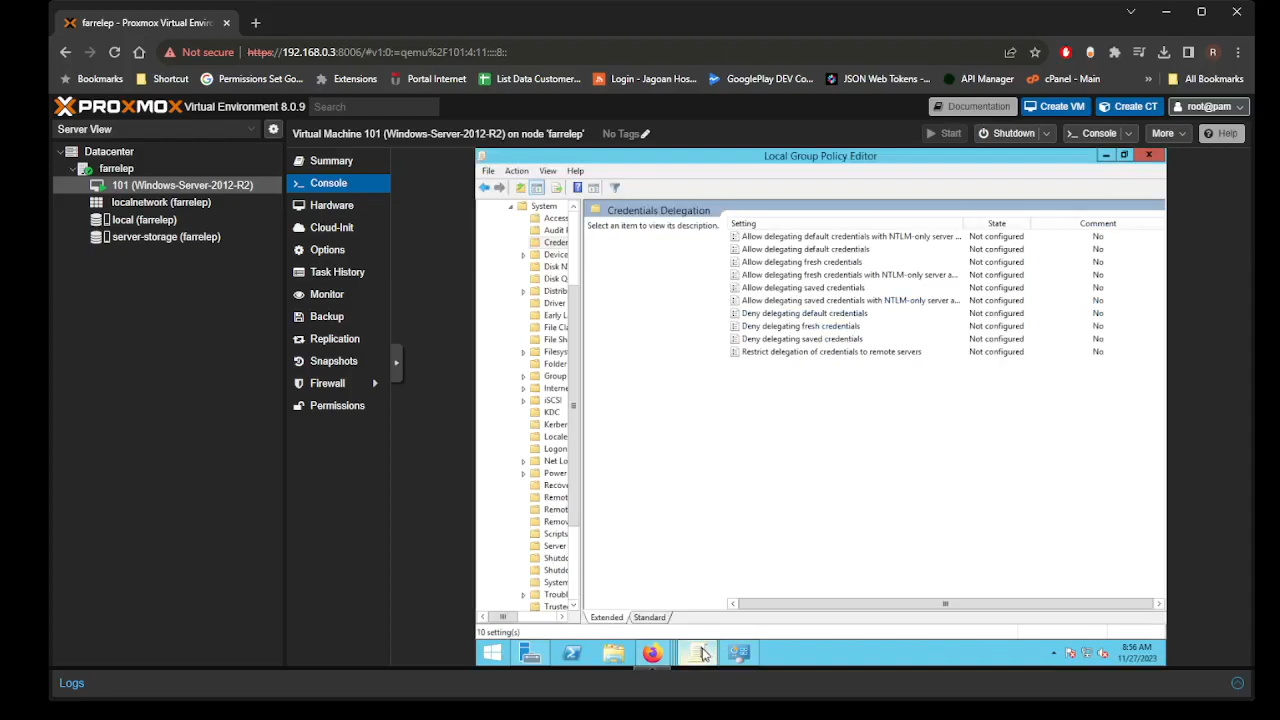 farrelep - Proxmox Virtual Enviro
Not secure https://192.168.0.3:8006/#v1:0:=qemu%2F101:4:11::::8::
R
Bookmarks Shortcut Permissions Set Go... Extensions Portal Internet List Data Customer... Login - Jagoan Hos... GooglePlay DEV Co... JSON Web Tokens -... API Manager cPanel - Main » All Bookmarks
PROXMOX Virtual Environment 8.0.9 Search Documentation Create VM Create CT root@pam
Server View
Virtual Machine 101 (Windows-Server-2012-R2) on node 'farrelep' No Tags Start Shutdown Console More Help
Datacenter
farrelep
101 (Windows-Server-2012-R2)
localnetwork (farrelep)
local (farrelep)
server-storage (farrelep)
Summary
Console
Hardware
Cloud-Init
Options
Task History
Monitor
Backup
Replication
Snapshots
Firewall
Permissions
Local Group Policy Editor
File Action View Help
System
Access
Audit P
Creden
Device
Disk N
Disk Q
Distrib
Driver
Early L
File Cla
File Sh
Filesys
Folder
Group
Interne
iSCSI
KDC
Kerber
Locale
Logon
Net Lo
Power
Recove
Remot
Remot
Remov
Scripts
Server
Shutdo
Shutdo
System
Troubl
Truste
Credentials Delegation
Select an item to view its description.
Setting State Comment
Allow delegating default credentials with NTLM-only server ... Not configured No
Allow delegating default credentials Not configured No
Allow delegating fresh credentials Not configured No
Allow delegating fresh credentials with NTLM-only server a... Not configured No
Allow delegating saved credentials Not configured No
Allow delegating saved credentials with NTLM-only server a... Not configured No
Deny delegating default credentials Not configured No
Deny delegating fresh credentials Not configured No
Deny delegating saved credentials Not configured No
Restrict delegation of credentials to remote servers Not configured No
Extended Standard
10 setting(s)
8:56 AM
11/27/2023
Logs